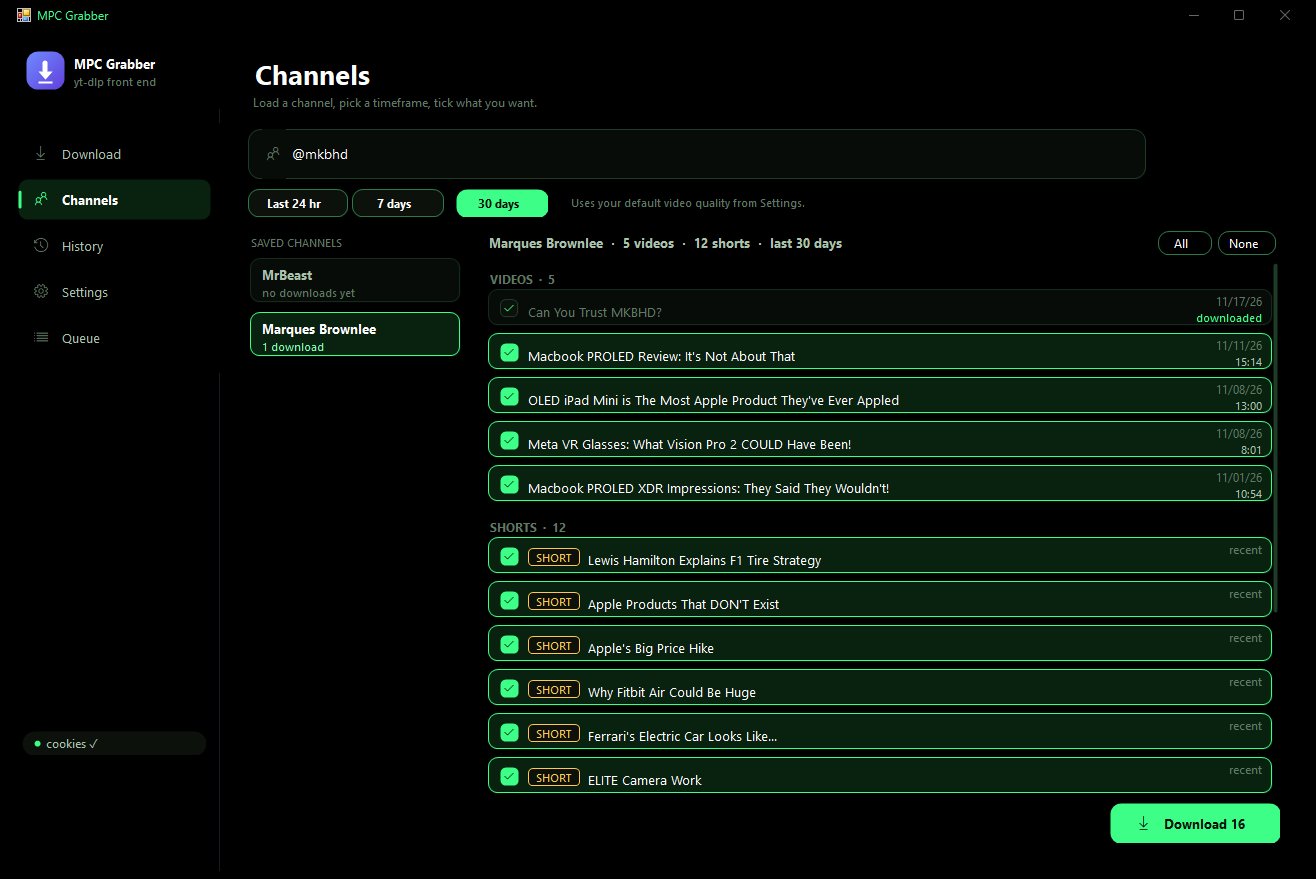 MPC Grabber
MPC Grabber
yt-dlp front end
Download
Channels
History
Settings
Queue
cookies ✓
Channels
Load a channel, pick a timeframe, tick what you want.
@mkbhd
Last 24 hr
7 days
30 days
Uses your default video quality from Settings.
SAVED CHANNELS
MrBeast
no downloads yet
Marques Brownlee
1 download
Marques Brownlee · 5 videos · 12 shorts · last 30 days
All
None
VIDEOS · 5
Can You Trust MKBHD?
11/17/26
downloaded
Macbook PROLED Review: It's Not About That
11/11/26
15:14
OLED iPad Mini is The Most Apple Product They've Ever Appled
11/08/26
13:00
Meta VR Glasses: What Vision Pro 2 COULD Have Been!
11/08/26
8:01
Macbook PROLED XDR Impressions: They Said They Wouldn't!
11/01/26
10:54
SHORTS · 12
SHORT Lewis Hamilton Explains F1 Tire Strategy
recent
SHORT Apple Products That DON'T Exist
recent
SHORT Apple's Big Price Hike
recent
SHORT Why Fitbit Air Could Be Huge
recent
SHORT Ferrari's Electric Car Looks Like...
recent
SHORT ELITE Camera Work
recent
Download 16